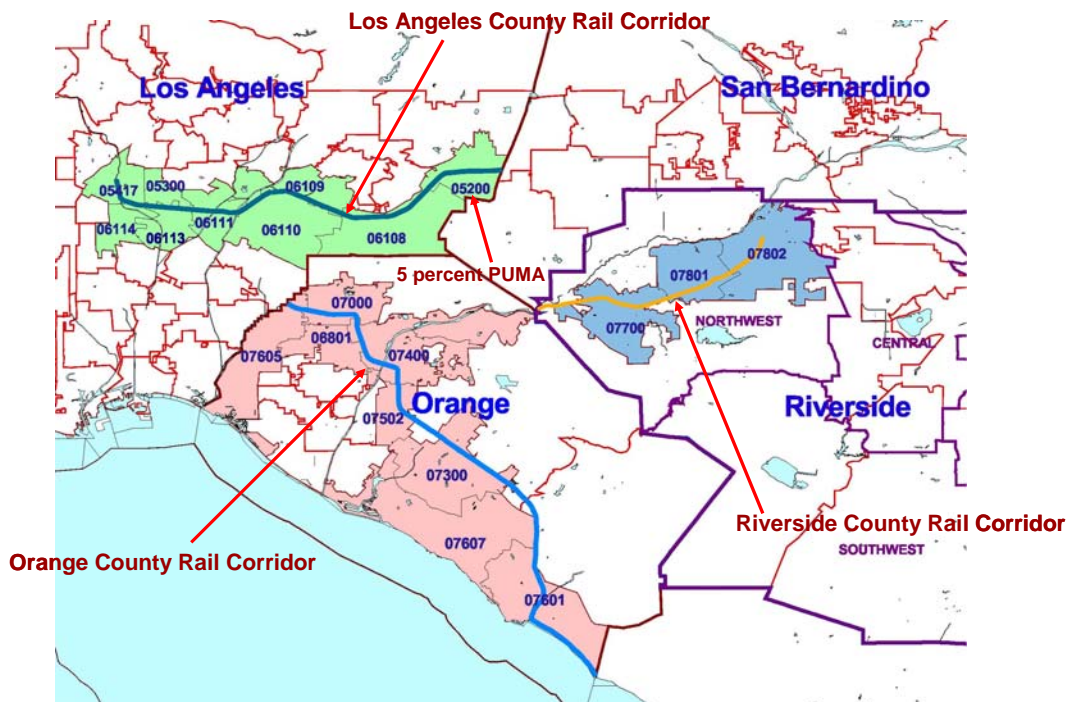 Los Angeles County Rail Corridor
Los Angeles
San Bernardino
05417
05300
06109
05200
06114
06113
06111
06110
06108
5 percent PUMA
07802
07801
07000
07700
NORTHWEST
06801
07605
07400
CENTRAL
Orange
Riverside
07502
07300
Riverside County Rail Corridor
07607
SOUTHWEST
Orange County Rail Corridor
07601